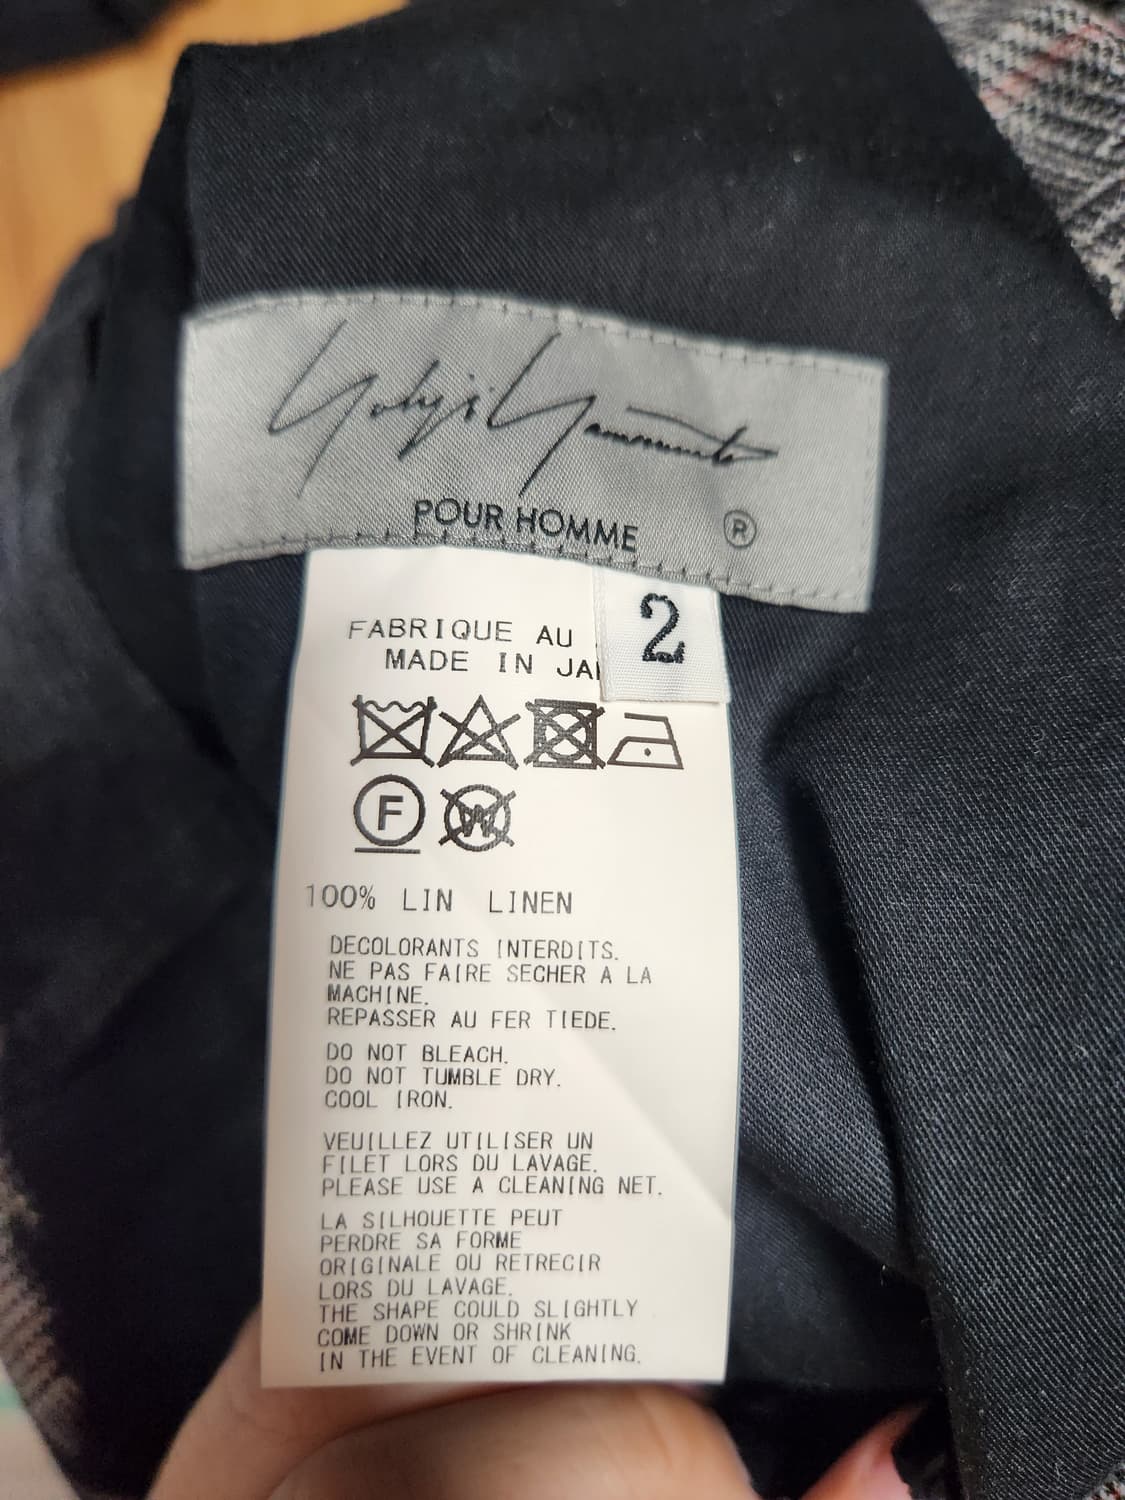 Yohji Yamamoto
POUR HOMME ®
2
FABRIQUE AU
MADE IN JA
F
W
100% LIN LINEN
DECOLORANTS INTERDITS.
NE PAS FAIRE SECHER A LA
MACHINE.
REPASSER AU FER TIEDE.
DO NOT BLEACH.
DO NOT TUMBLE DRY.
COOL IRON.
VEUILLEZ UTILISER UN
FILET LORS DU LAVAGE.
PLEASE USE A CLEANING NET.
LA SILHOUETTE PEUT
PERDRE SA FORME
ORIGINALE OU RETRECIR
LORS DU LAVAGE.
THE SHAPE COULD SLIGHTLY
COME DOWN OR SHRINK
IN THE EVENT OF CLEANING.